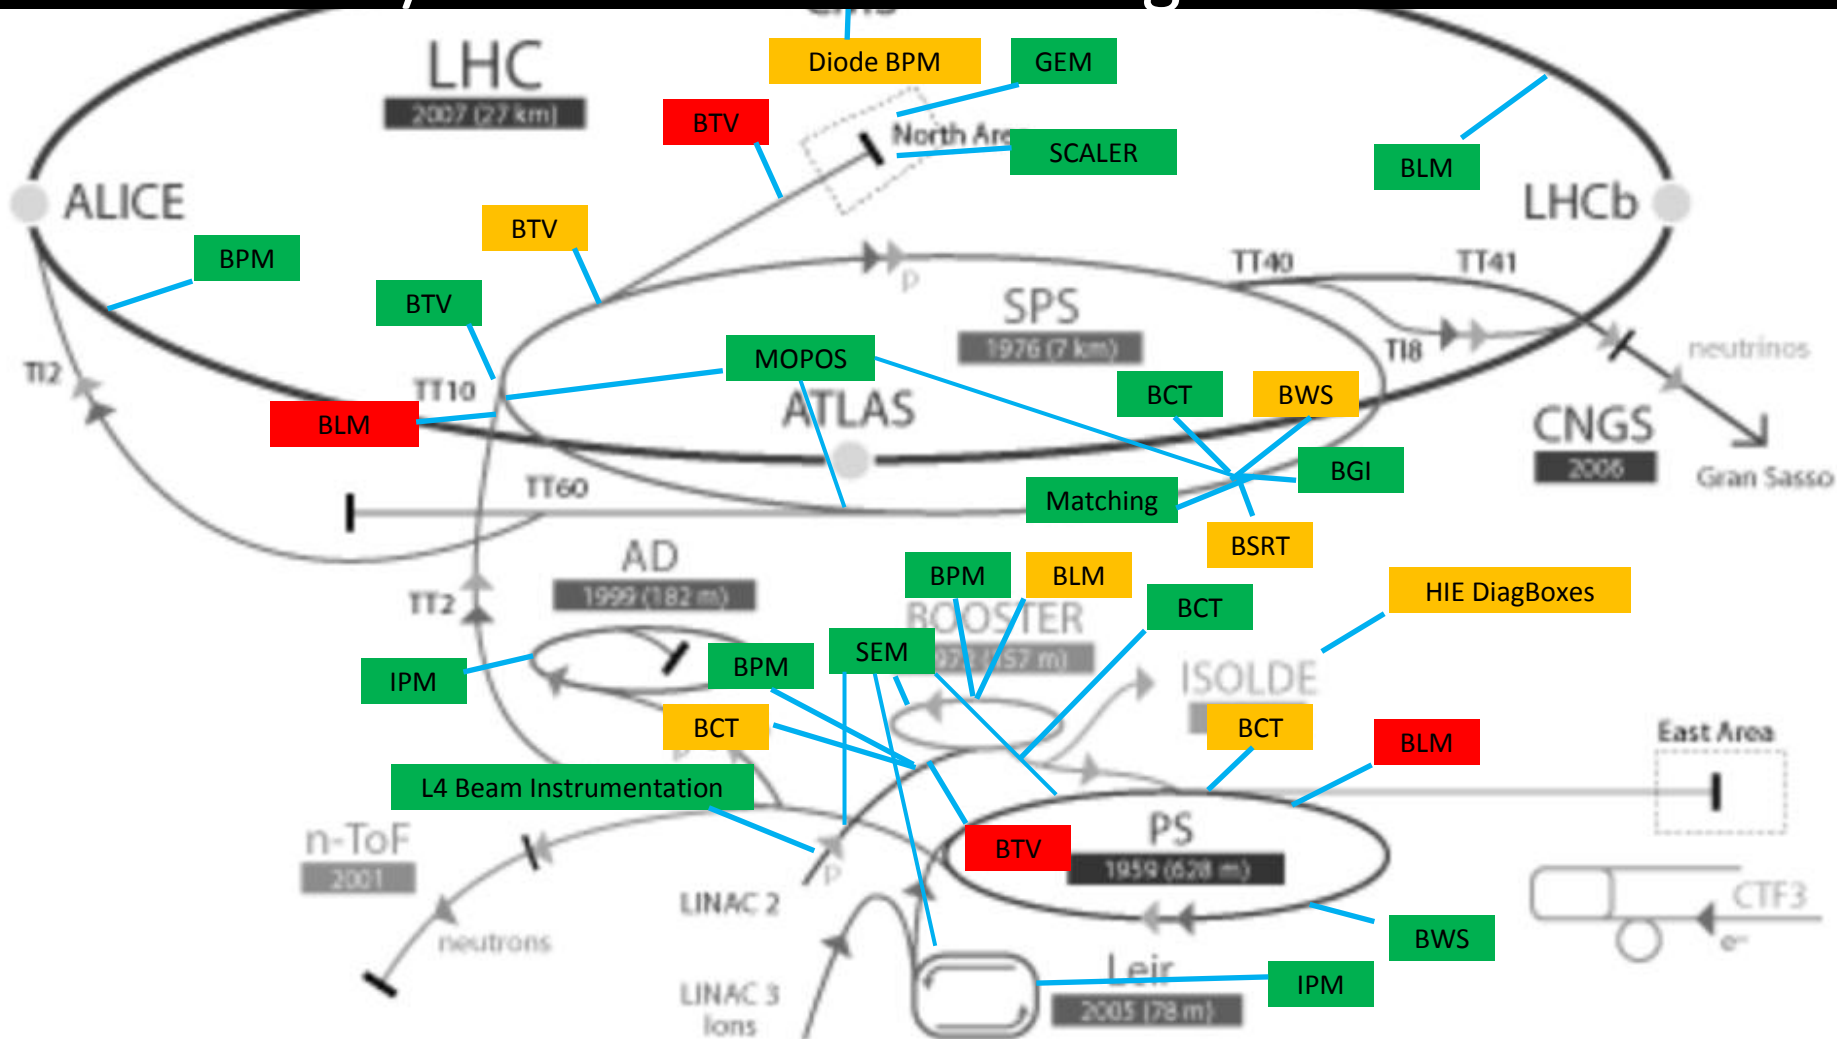 LHC
2007 (27 km)
Diode BPM
GEM
BTV
North Are
SCALER
BLM
ALICE
LHCb
BTV
BPM
BTV
TT40
TT41
P
SPS
1976 (7 km)
MOPOS
TI8
neutrinos
TI2
TT10
BLM
ATLAS
BCT
BWS
CNGS
2006
Gran Sasso
BGI
TT60
Matching
BSRT
AD
1999 (182 m)
BPM
BLM
HIE DiagBoxes
TT2
BOOSTER
BCT
SEM
BPM
IPM
ISOLDE
BCT
BCT
BLM
East Area
L4 Beam Instrumentation
n-ToF
2001
PS
1959 (628 m)
BTV
P
LINAC 2
CTF3
e-
neutrons
BWS
Leir
IPM
LINAC 3
Ions
2005 (78 m)